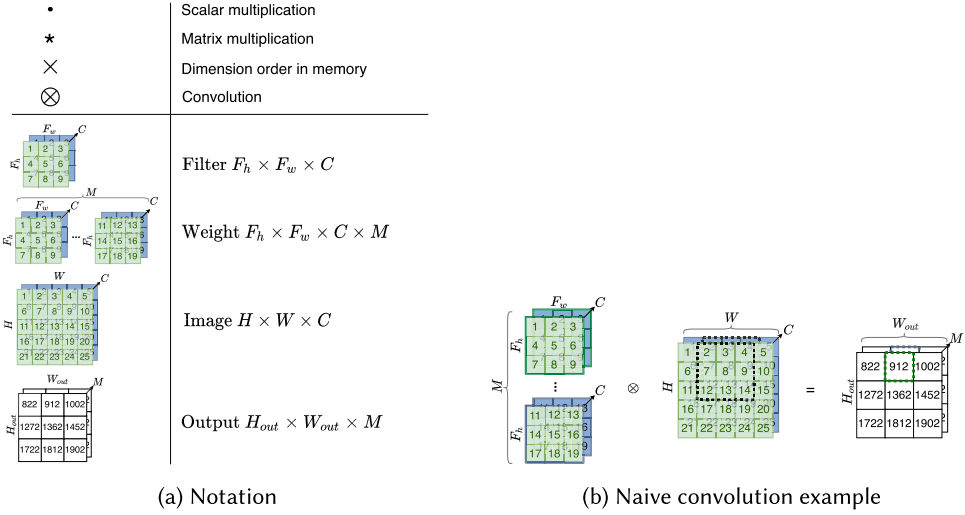 • Scalar multiplication
* Matrix multiplication
× Dimension order in memory
⊗ Convolution
F_w C
F_h
1 2 3
4 5 6
7 8 9
Filter F_h × F_w × C
M
F_w C C
F_h F_h
1 2 3 ... 11 12 13
4 5 6 14 15 16
7 8 9 17 18 19
Weight F_h × F_w × C × M
W C
H
1 2 3 4 5
6 7 8 9 10
11 12 13 14 15
16 17 18 19 20
21 22 23 24 25
Image H × W × C
W_out M
H_out
822 912 1002
1272 1362 1452
1722 1812 1902
Output H_out × W_out × M
(a) Notation
M
F_w C
F_h
1 2 3
4 5 6
7 8 9
⋮
C
F_h
11 12 13
14 15 16
17 18 19
⊗
W C
H
1 2 3 4 5
6 7 8 9 10
11 12 13 14 15
16 17 18 19 20
21 22 23 24 25
=
W_out M
H_out
822 912 1002
1272 1362 1452
1722 1812 1902
(b) Naive convolution example